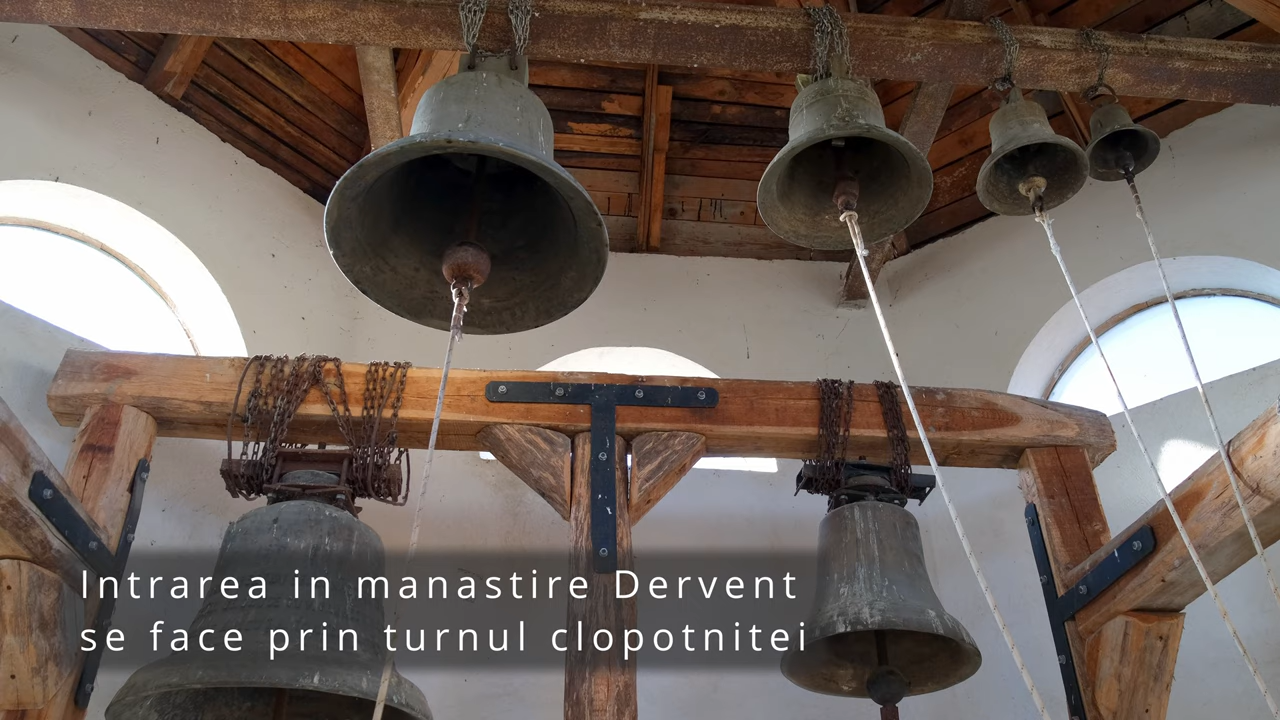 Intrarea in manastire Dervent
se face prin turnul clopotnitei